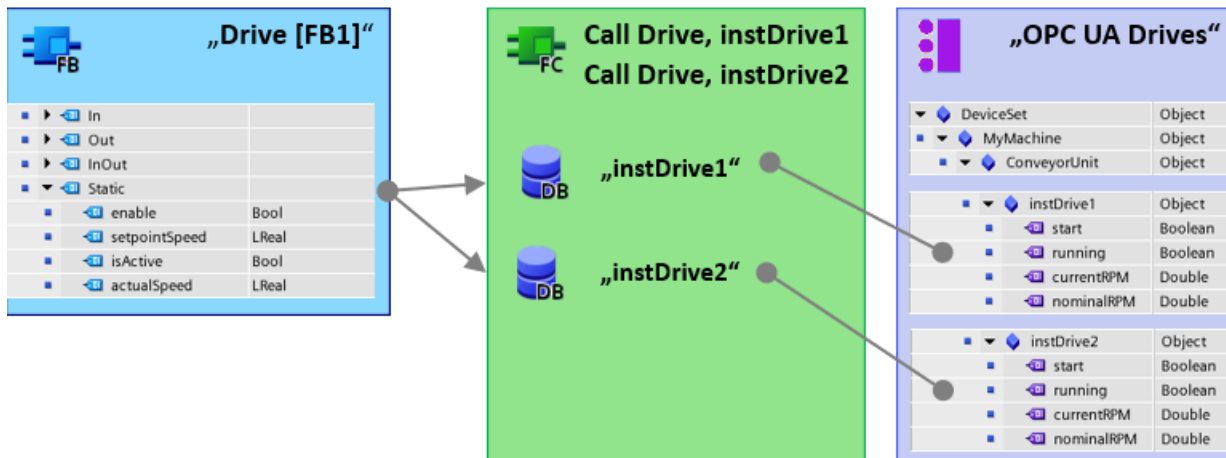 „Drive [FB1]“
FB
In
Out
InOut
Static
enable Bool
setpointSpeed LReal
isActive Bool
actualSpeed LReal
Call Drive, instDrive1
FC
Call Drive, instDrive2
„instDrive1“
DB
„instDrive2“
DB
„OPC UA Drives“
DeviceSet Object
MyMachine Object
ConveyorUnit Object
instDrive1 Object
start Boolean
running Boolean
currentRPM Double
nominalRPM Double
instDrive2 Object
start Boolean
running Boolean
currentRPM Double
nominalRPM Double